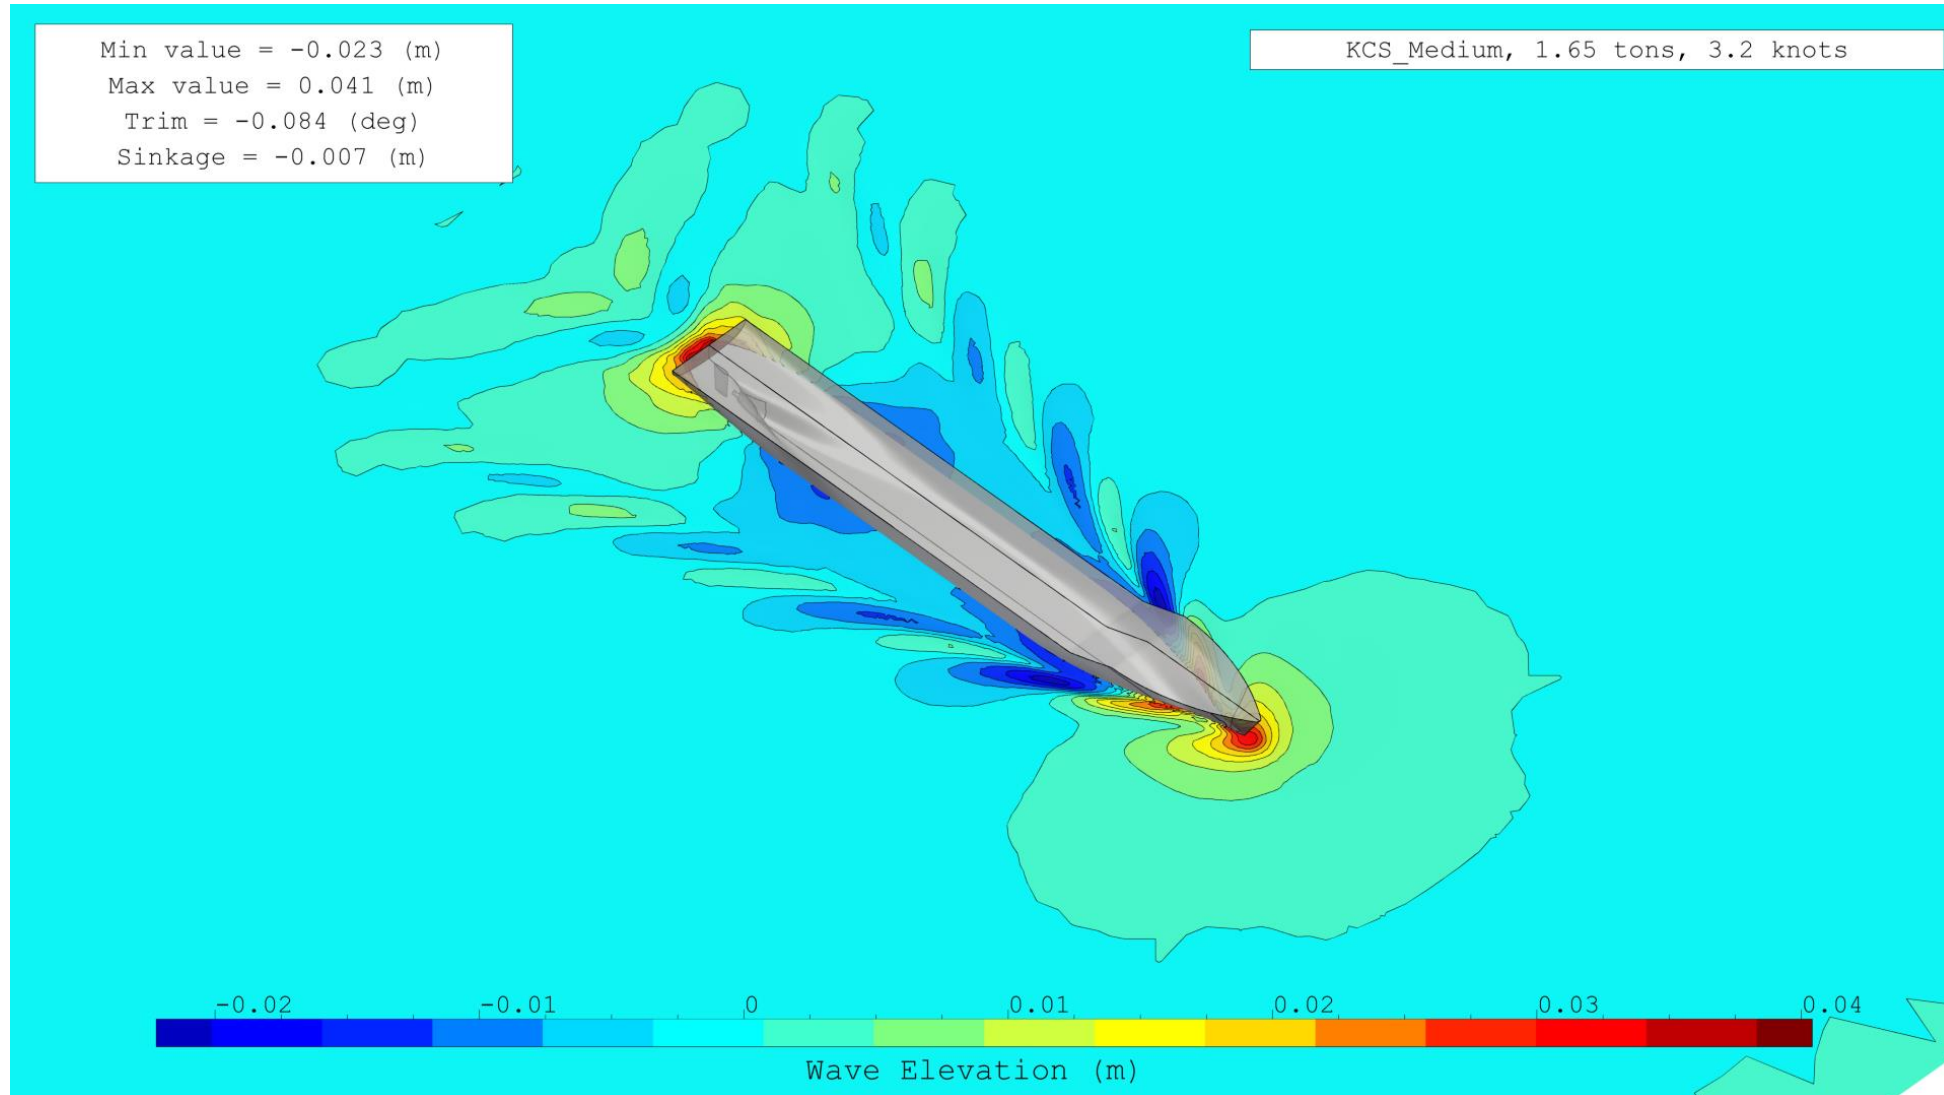 Min value = -0.023 (m)
Max value = 0.041 (m)
Trim = -0.084 (deg)
Sinkage = -0.007 (m)
KCS_Medium, 1.65 tons, 3.2 knots
-0.02 -0.01 0 0.01 0.02 0.03 0.04
Wave Elevation (m)